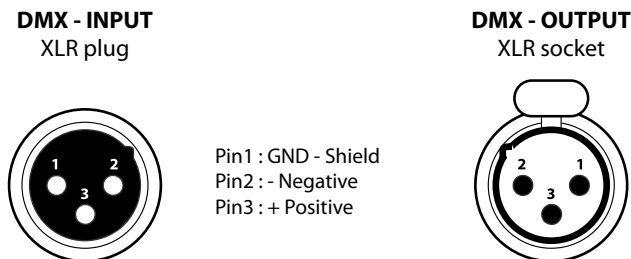 DMX - INPUT
XLR plug
DMX - OUTPUT
XLR socket
1 2
3
Pin1 : GND - Shield
Pin2 : - Negative
Pin3 : + Positive
2 1
3